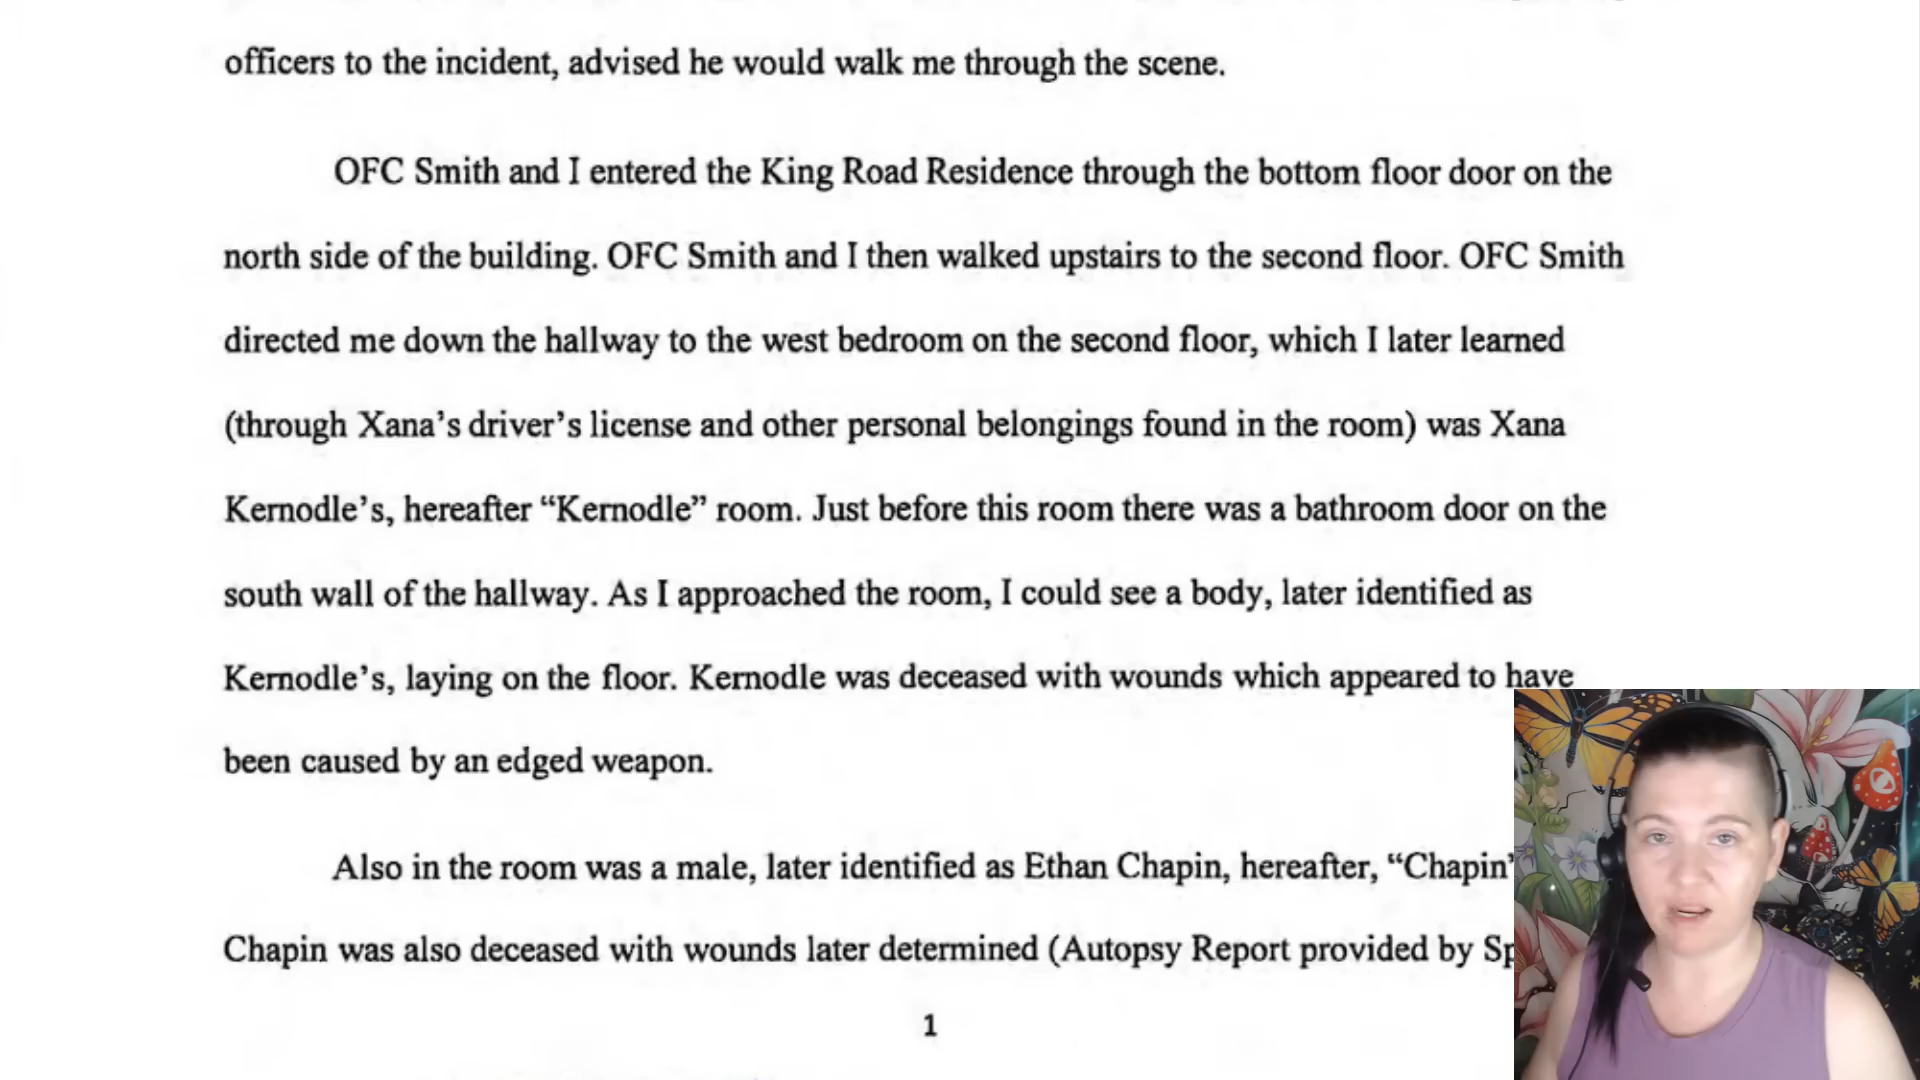 officers to the incident, advised he would walk me through the scene.
OFC Smith and I entered the King Road Residence through the bottom floor door on the
north side of the building. OFC Smith and I then walked upstairs to the second floor. OFC Smith
directed me down the hallway to the west bedroom on the second floor, which I later learned
(through Xana’s driver’s license and other personal belongings found in the room) was Xana
Kernodle’s, hereafter “Kernodle” room. Just before this room there was a bathroom door on the
south wall of the hallway. As I approached the room, I could see a body, later identified as
Kernodle’s, laying on the floor. Kernodle was deceased with wounds which appeared to have
been caused by an edged weapon.
Also in the room was a male, later identified as Ethan Chapin, hereafter, “Chapin
Chapin was also deceased with wounds later determined (Autopsy Report provided by
1